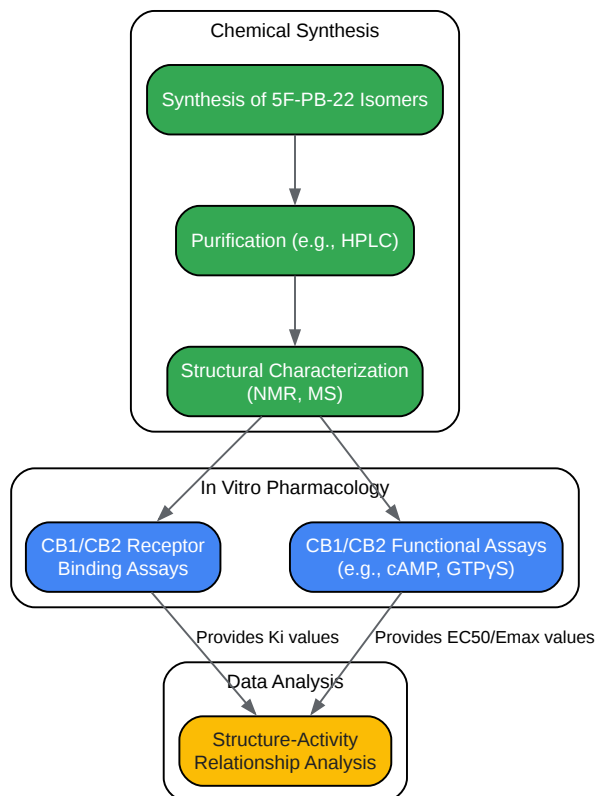 Chemical Synthesis
Synthesis of 5F-PB-22 Isomers
Purification (e.g., HPLC)
Structural Characterization
(NMR, MS)
In Vitro Pharmacology
CB1/CB2 Receptor
Binding Assays
CB1/CB2 Functional Assays
(e.g., cAMP, GTPγS)
Provides Ki values
Provides EC50/Emax values
Data Analysis
Structure-Activity
Relationship Analysis